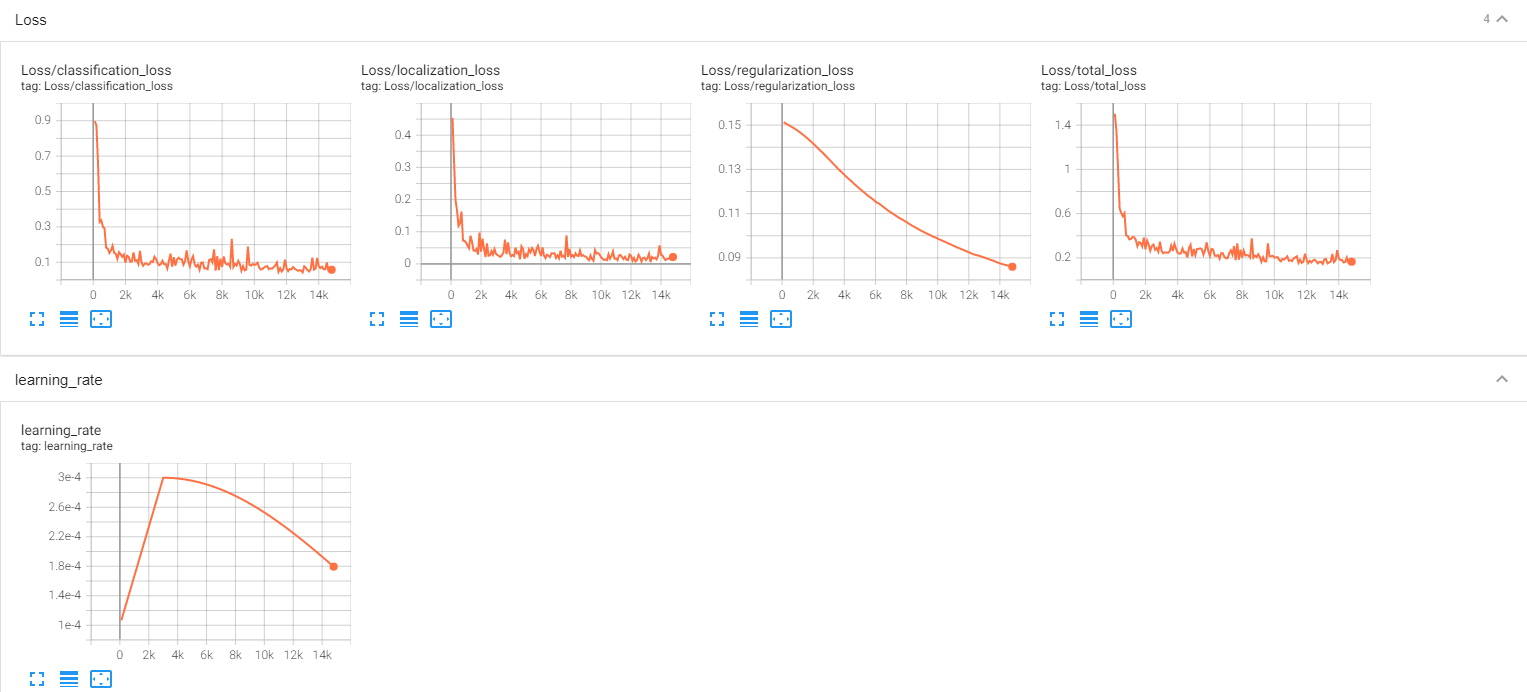 Loss
4
Loss/classification_loss
tag: Loss/classification_loss
0.9
0.7
0.5
0.3
0.1
0 2k 4k 6k 8k 10k 12k 14k
Loss/localization_loss
tag: Loss/localization_loss
0.4
0.3
0.2
0.1
0
0 2k 4k 6k 8k 10k 12k 14k
Loss/regularization_loss
tag: Loss/regularization_loss
0.15
0.13
0.11
0.09
0 2k 4k 6k 8k 10k 12k 14k
Loss/total_loss
tag: Loss/total_loss
1.4
1
0.6
0.2
0 2k 4k 6k 8k 10k 12k 14k
learning_rate
learning_rate
tag: learning_rate
3e-4
2.6e-4
2.2e-4
1.8e-4
1.4e-4
1e-4
0 2k 4k 6k 8k 10k 12k 14k